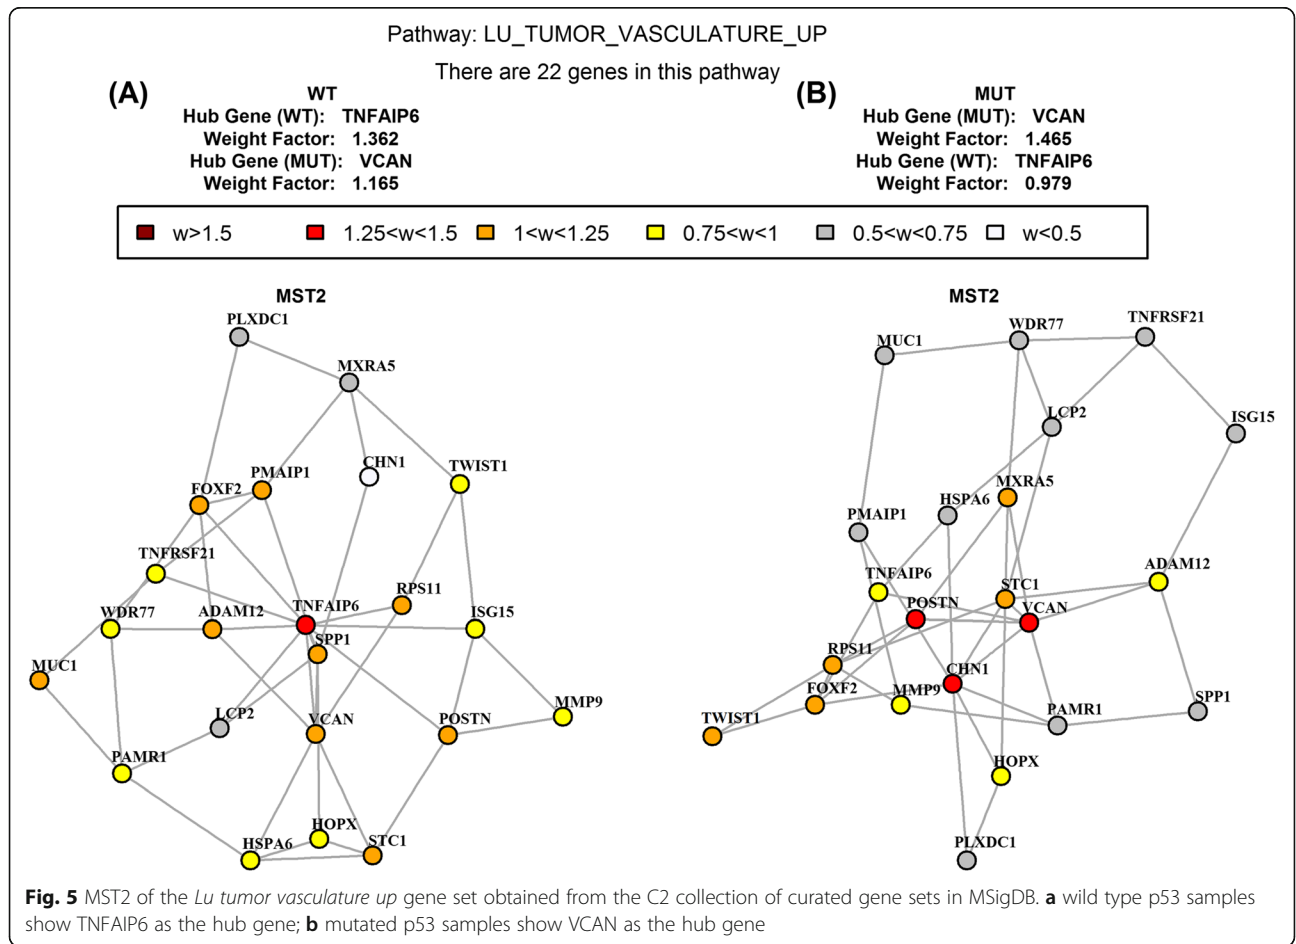 Pathway: LU_TUMOR_VASCULATURE_UP
There are 22 genes in this pathway
(A)
WT
Hub Gene (WT): TNFAIP6
Weight Factor: 1.362
Hub Gene (MUT): VCAN
Weight Factor: 1.165
(B)
MUT
Hub Gene (MUT): VCAN
Weight Factor: 1.465
Hub Gene (WT): TNFAIP6
Weight Factor: 0.979
w>1.5 1.25<w<1.5 1<w<1.25 0.75<w<1 0.5<w<0.75 w<0.5
MST2
PLXDC1
MXRA5
CHN1
TWIST1
PMAIP1
FOXF2
TNFRSF21
RPS11
WDR77
ADAM12
TNFAIP6
ISG15
SPP1
MUC1
LCP2
VCAN
POSTN
MMP9
PAMR1
HOPX
HSPA6
STC1
MST2
TNFRSF21
WDR77
MUC1
LCP2
ISG15
MXRA5
HSPA6
PMAIP1
ADAM12
TNFAIP6
STC1
POSTN
VCAN
RPS11
CHN1
FOXF2
MMP9
SPP1
PAMR1
TWIST1
HOPX
PLXDC1
Fig. 5 MST2 of the Lu tumor vasculature up gene set obtained from the C2 collection of curated gene sets in MSigDB. a wild type p53 samples
show TNFAIP6 as the hub gene; b mutated p53 samples show VCAN as the hub gene